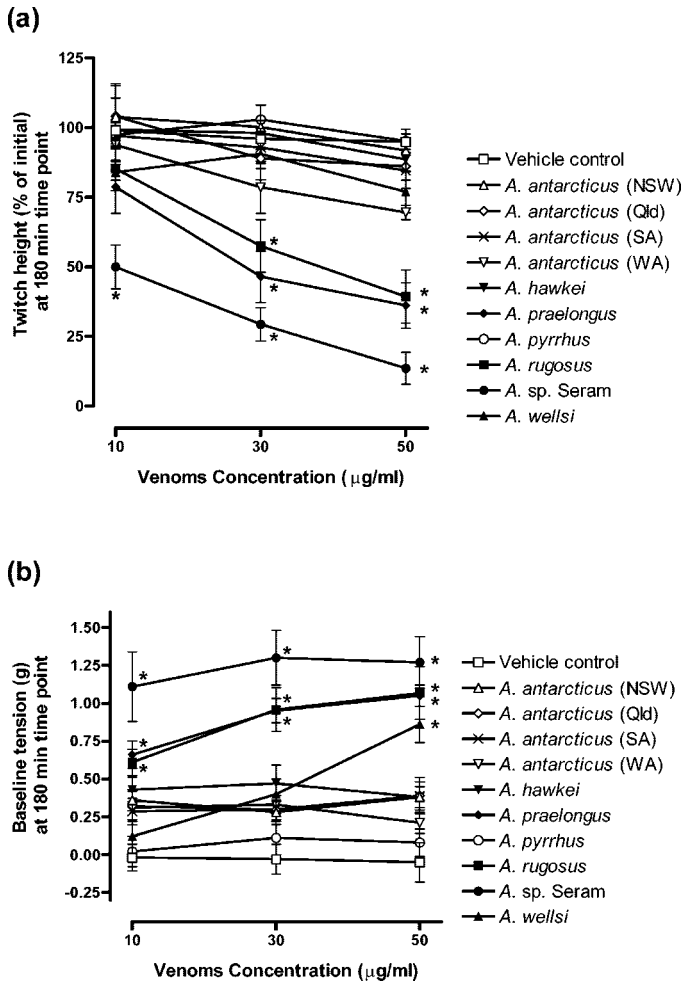 (a)
Twitch height (% of initial)
at 180 min time point
125
100
75
50
25
0
*
*
*
*
*
*
*
10
30
50
Venoms Concentration (µg/ml)
Vehicle control
A. antarcticus (NSW)
A. antarcticus (Qld)
A. antarcticus (SA)
A. antarcticus (WA)
A. hawkei
A. praelongus
A. pyrrhus
A. rugosus
A. sp. Seram
A. wellsi
(b)
Baseline tension (g)
at 180 min time point
1.50
1.25
1.00
0.75
0.50
0.25
0.00
-0.25
*
*
*
*
*
*
*
*
*
*
10
30
50
Venoms Concentration (µg/ml)
Vehicle control
A. antarcticus (NSW)
A. antarcticus (Qld)
A. antarcticus (SA)
A. antarcticus (WA)
A. hawkei
A. praelongus
A. pyrrhus
A. rugosus
A. sp. Seram
A. wellsi